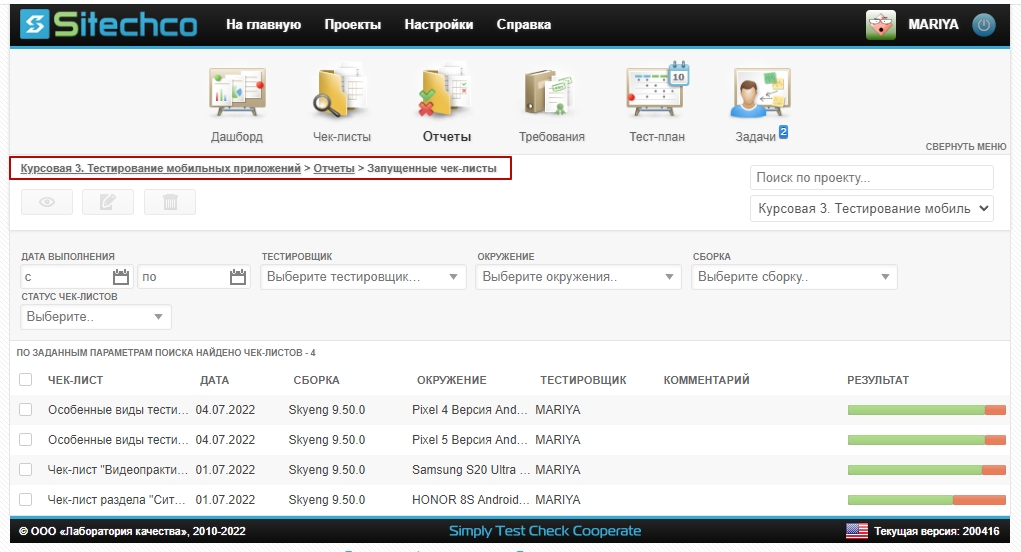 Sitechco На главную Проекты Настройки Справка MARIYA
10
Дашборд Чек-листы Отчеты Требования Тест-план Задачи 2
СВЕРНУТЬ МЕНЮ
Курсовая 3. Тестирование мобильных приложений > Отчеты > Запущенные чек-листы
Поиск по проекту...
Курсовая 3. Тестирование мобиль
ДАТА ВЫПОЛНЕНИЯ ТЕСТИРОВЩИК ОКРУЖЕНИЕ СБОРКА
с по Выберите тестировщик... Выберите окружения.. Выберите сборку..
СТАТУС ЧЕК-ЛИСТОВ
Выберите..
ПО ЗАДАННЫМ ПАРАМЕТРАМ ПОИСКА НАЙДЕНО ЧЕК-ЛИСТОВ - 4
ЧЕК-ЛИСТ ДАТА СБОРКА ОКРУЖЕНИЕ ТЕСТИРОВЩИК КОММЕНТАРИЙ РЕЗУЛЬТАТ
Особенные виды тести... 04.07.2022 Skyeng 9.50.0 Pixel 4 Версия And... MARIYA
Особенные виды тести... 04.07.2022 Skyeng 9.50.0 Pixel 5 Версия And... MARIYA
Чек-лист "Видеопракти... 01.07.2022 Skyeng 9.50.0 Samsung S20 Ultra ... MARIYA
Чек-лист раздела "Сит... 01.07.2022 Skyeng 9.50.0 HONOR 8S Android... MARIYA
© ООО «Лаборатория качества», 2010-2022 Simply Test Check Cooperate Текущая версия: 200416